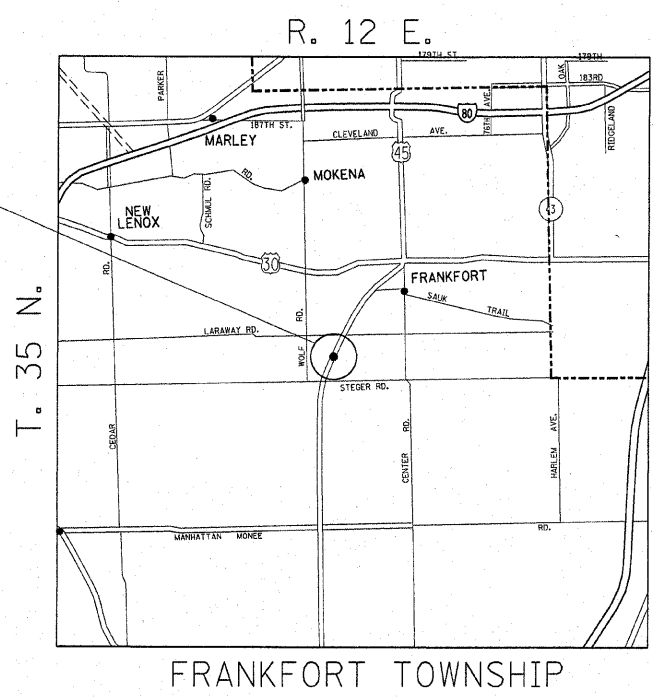 R. 12 E.
179TH ST.
179TH
OAK
183RD
PARKER
76TH AVE.
RIDGELAND
80
187TH ST.
MARLEY
CLEVELAND AVE.
45
RD.
MOKENA
SCHMUL RD.
NEW
LENOX
43
30
RD.
FRANKFORT
SAUK TRAIL
T. 35 N.
RD.
LARAWAY RD.
WOLF
STEGER RD.
CEDAR
CENTER RD.
HARLEM AVE.
MANHATTAN MONEE RD.
FRANKFORT TOWNSHIP